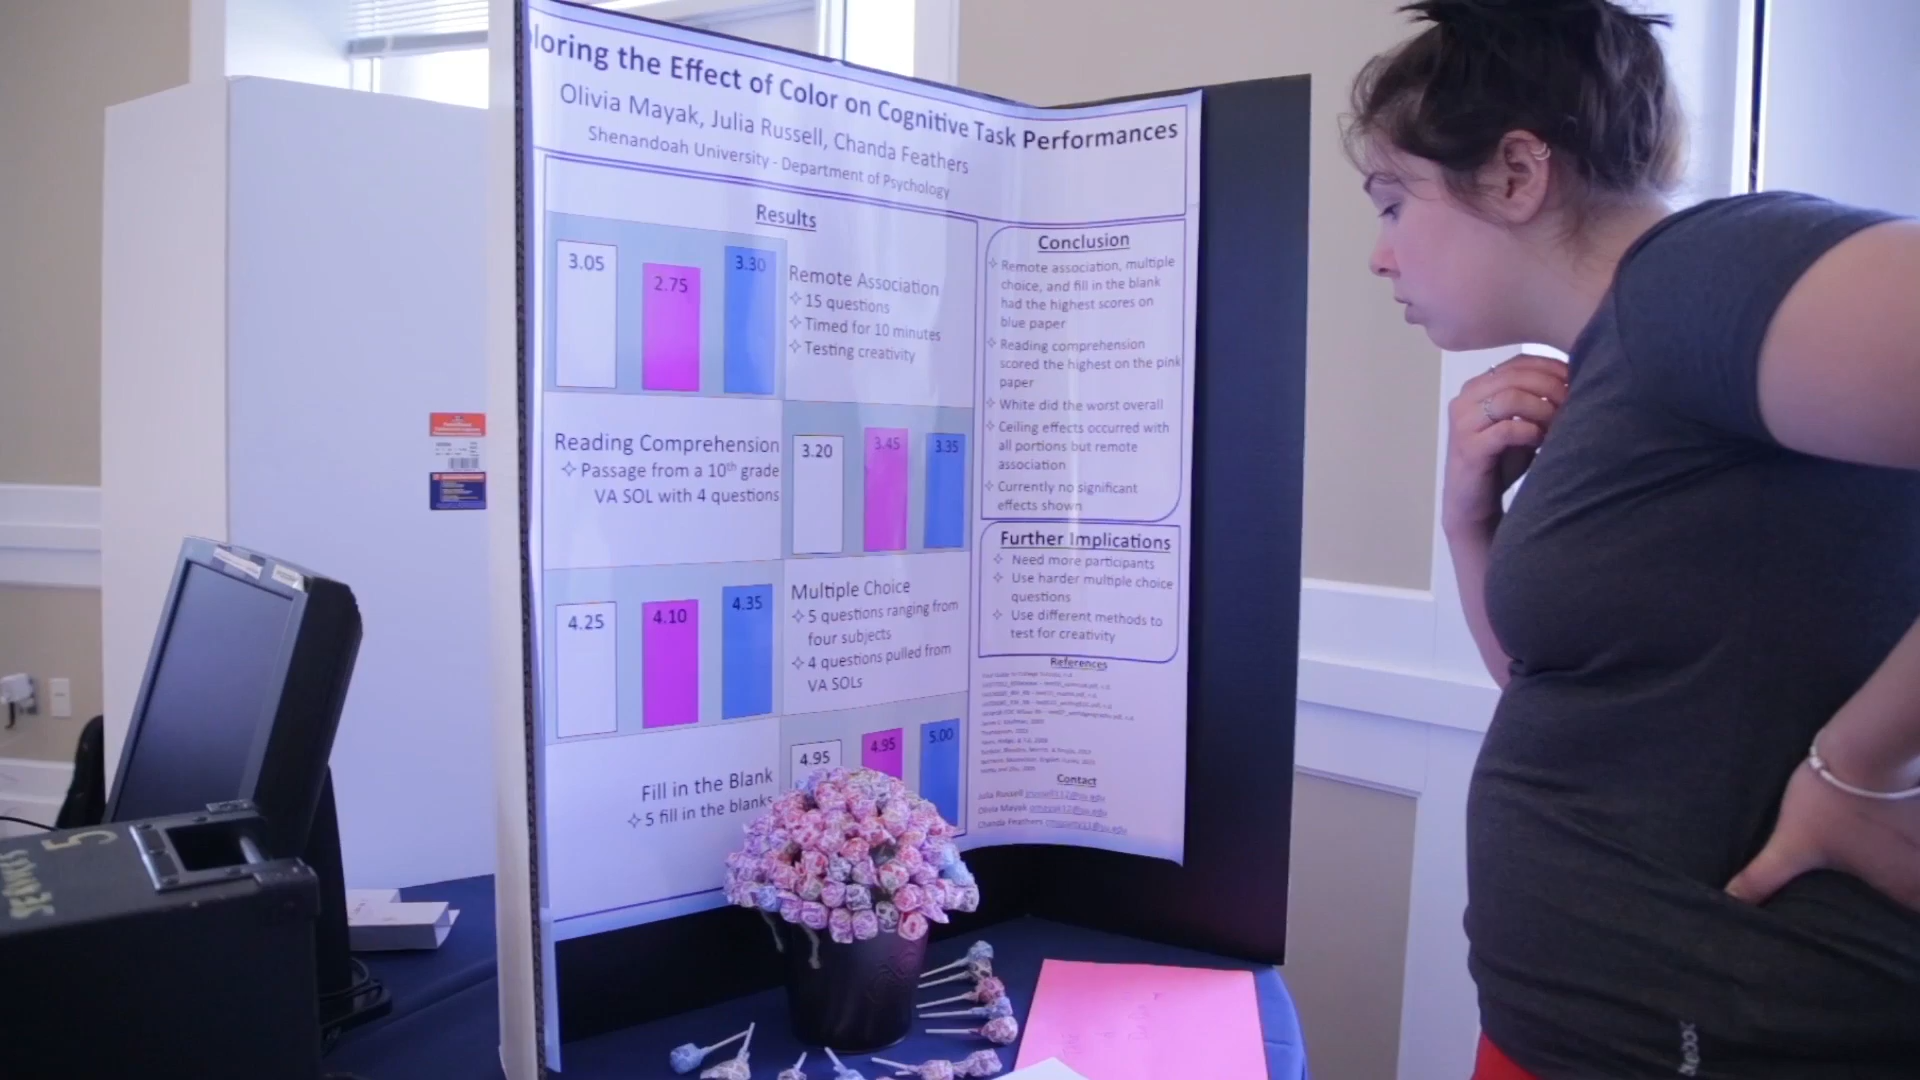 loring the Effect of Color on Cognitive Task Performances
Olivia Mayak, Julia Russell, Chanda Feathers
Shenandoah University - Department of Psychology
Results
3.05
2.75
3.30
Remote Association
15 questions
Timed for 10 minutes
Testing creativity
Reading Comprehension
Passage from a 10th grade
VA SOL with 4 questions
3.20
3.45
3.35
4.25
4.10
4.35
Multiple Choice
5 questions ranging from
four subjects
4 questions pulled from
VA SOLs
Fill in the Blank
5 fill in the blanks
4.95
4.95
5.00
Conclusion
Remote association, multiple
choice, and fill in the blank
had the highest scores on
blue paper
Reading comprehension
scored the highest on the pink
paper
White did the worst overall
Ceiling effects occurred with
all portions but remote
association
Currently no significant
effects shown
Further Implications
Need more participants
Use harder multiple choice
questions
Use different methods to
test for creativity
References
Contact
Julia Russell
Olivia Mayak
Chanda Feathers
Reebok